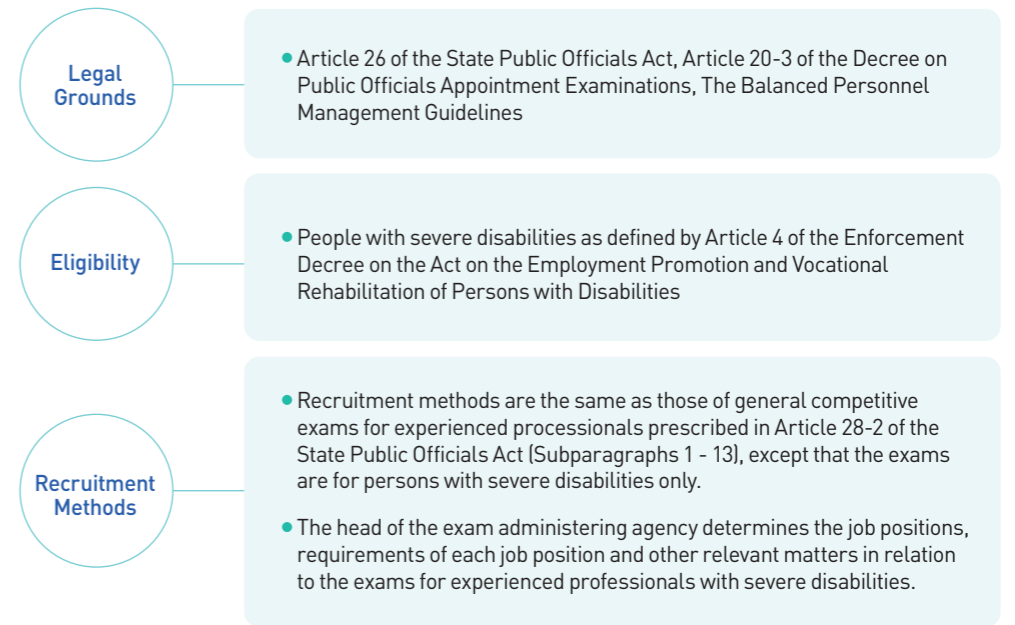 Legal
Grounds
● Article 26 of the State Public Officials Act, Article 20-3 of the Decree on
Public Officials Appointment Examinations, The Balanced Personnel
Management Guidelines
Eligibility
● People with severe disabilities as defined by Article 4 of the Enforcement
Decree on the Act on the Employment Promotion and Vocational
Rehabilitation of Persons with Disabilities
Recruitment
Methods
● Recruitment methods are the same as those of general competitive
exams for experienced processionals prescribed in Article 28-2 of the
State Public Officials Act (Subparagraphs 1 - 13), except that the exams
are for persons with severe disabilities only.
● The head of the exam administering agency determines the job positions,
requirements of each job position and other relevant matters in relation
to the exams for experienced professionals with severe disabilities.